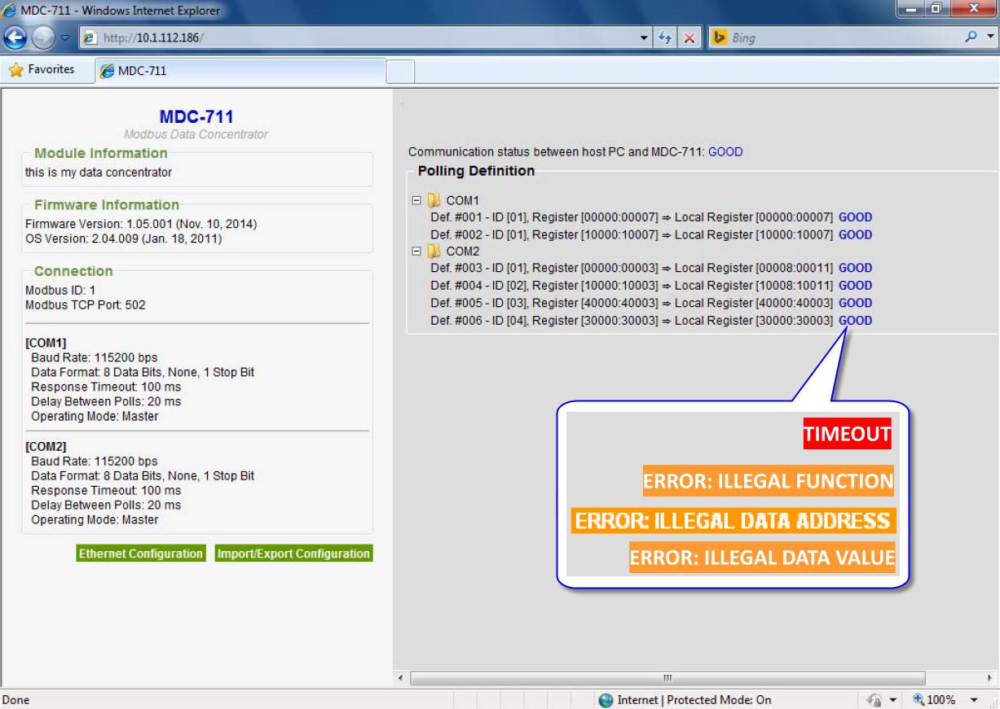 MDC-711 - Windows Internet Explorer
http://10.1.112.186/
Bing
Favorites
MDC-711
MDC-711
Modbus Data Concentrator
Module Information
this is my data concentrator
Firmware Information
Firmware Version: 1.05.001 (Nov. 10, 2014)
OS Version: 2.04.009 (Jan. 18, 2011)
Connection
Modbus ID: 1
Modbus TCP Port: 502
[COM1]
Baud Rate: 115200 bps
Data Format: 8 Data Bits, None, 1 Stop Bit
Response Timeout: 100 ms
Delay Between Polls: 20 ms
Operating Mode: Master
[COM2]
Baud Rate: 115200 bps
Data Format: 8 Data Bits, None, 1 Stop Bit
Response Timeout: 100 ms
Delay Between Polls: 20 ms
Operating Mode: Master
Ethernet Configuration
Import/Export Configuration
Communication status between host PC and MDC-711: GOOD
Polling Definition
COM1
Def. #001 - ID [01], Register [00000:00007] ⇒ Local Register [00000:00007] GOOD
Def. #002 - ID [01], Register [10000:10007] ⇒ Local Register [10000:10007] GOOD
COM2
Def. #003 - ID [01], Register [00000:00003] ⇒ Local Register [00008:00011] GOOD
Def. #004 - ID [02], Register [10000:10003] ⇒ Local Register [10008:10011] GOOD
Def. #005 - ID [03], Register [40000:40003] ⇒ Local Register [40000:40003] GOOD
Def. #006 - ID [04], Register [30000:30003] ⇒ Local Register [30000:30003] GOOD
TIMEOUT
ERROR: ILLEGAL FUNCTION
ERROR: ILLEGAL DATA ADDRESS
ERROR: ILLEGAL DATA VALUE
Done
Internet | Protected Mode: On
100%